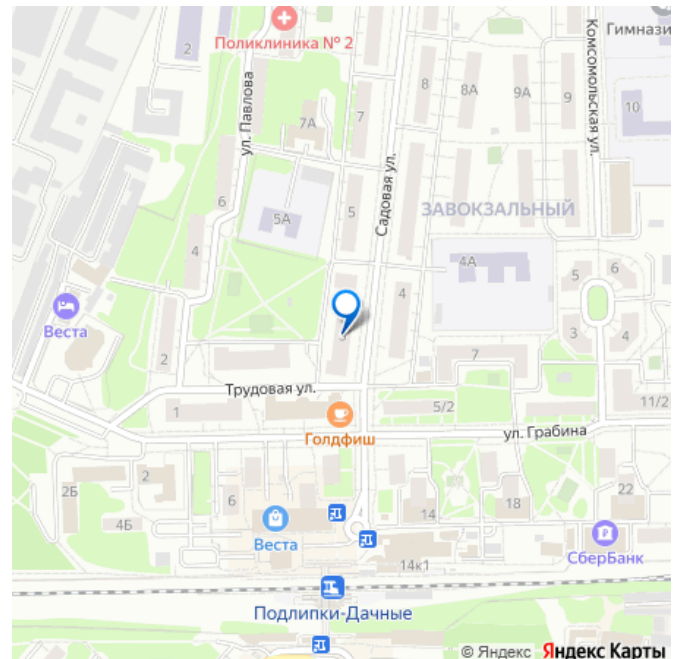 Гимнази
2
Поликлиника № 2
ул. Павлова
Комсомольская ул.
8
8А
9А
9
10
7
7А
6
5А
5
Садовая ул.
ЗАВОКЗАЛЬНЫЙ
4
4А
5
6
4
3
4
Веста
2
7
Трудовая ул.
1
5/2
11/2
Голдфиш
ул. Грабина
2Б
2
6
14
18
22
4Б
Веста
14к1
СберБанк
Подлипки-Дачные
© Яндекс Яндекс Карты